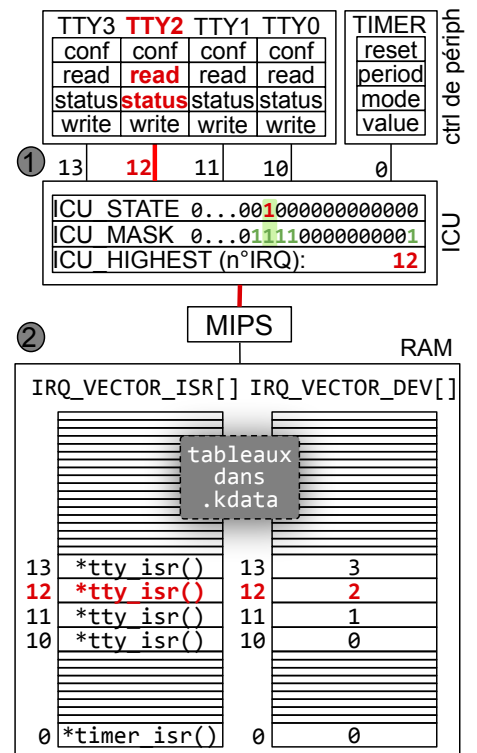 TTY3 TTY2 TTY1 TTY0 TIMER
conf conf conf conf reset
read read read read period
status status status status mode
write write write write value
ctrl de périph
1 13 12 11 10 0
ICU_STATE 0...001000000000000
ICU_MASK 0...011110000000001
ICU_HIGHEST (n°IRQ): 12
ICU
MIPS
2
RAM
IRQ_VECTOR_ISR[] IRQ_VECTOR_DEV[]
tableaux
dans
.kdata
13 *tty_isr() 13 3
12 *tty_isr() 12 2
11 *tty_isr() 11 1
10 *tty_isr() 10 0
0 *timer_isr() 0 0